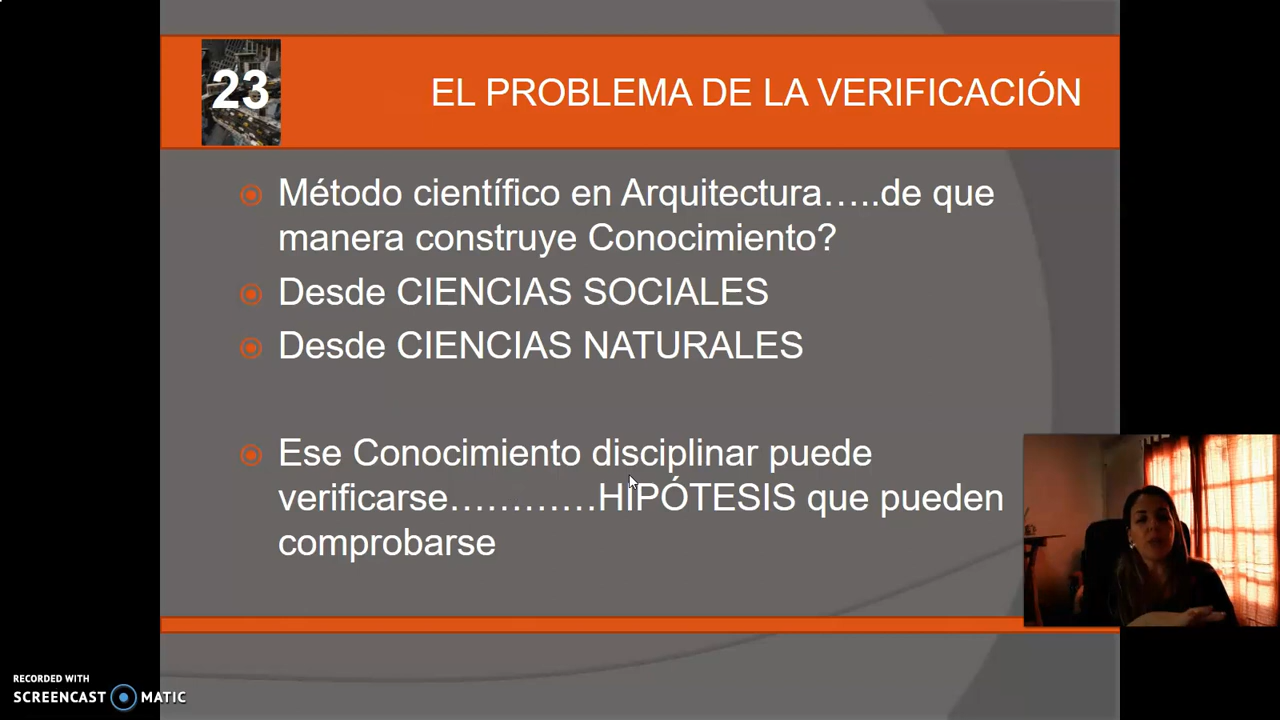 23
EL PROBLEMA DE LA VERIFICACIÓN
Método científico en Arquitectura…..de que
manera construye Conocimiento?
Desde CIENCIAS SOCIALES
Desde CIENCIAS NATURALES
Ese Conocimiento disciplinar puede
verificarse…………HIPÓTESIS que pueden
comprobarse
RECORDED WITH
SCREENCAST MATIC